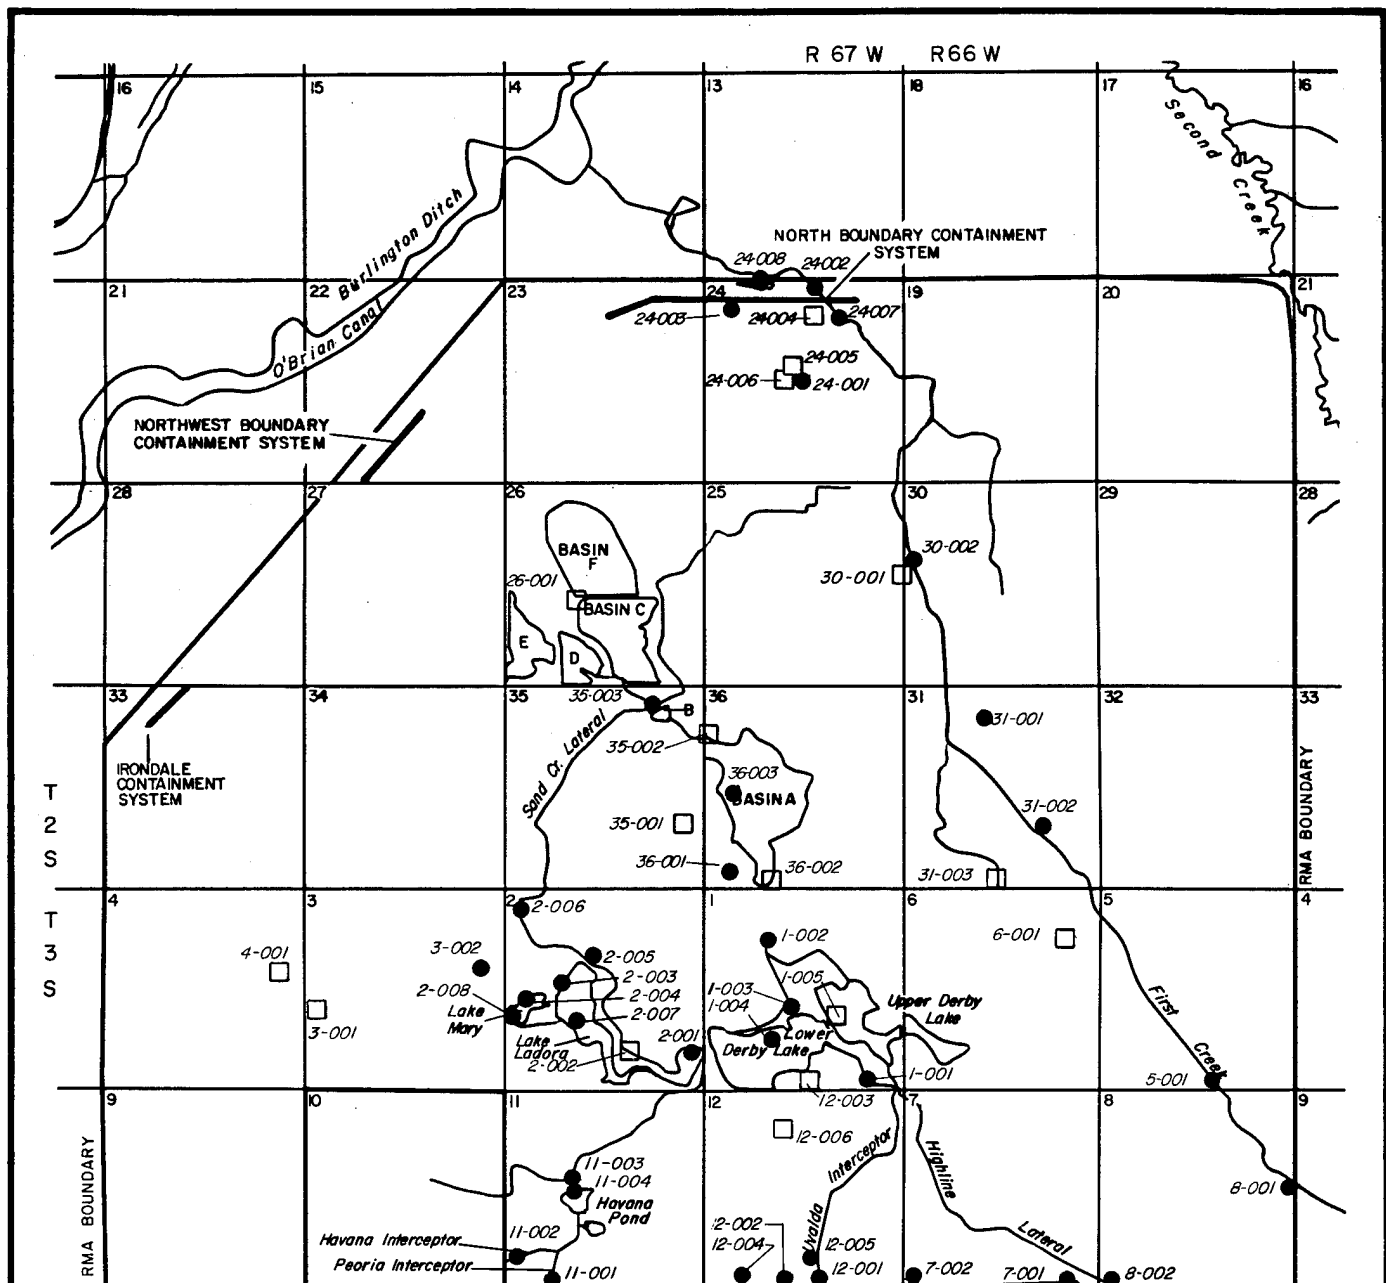 R 67 W R66 W
16 15 14 13 18 17 16
Second Creek
Burlington Ditch
O'Brian Canal
NORTH BOUNDARY CONTAINMENT
SYSTEM
24-008 24-002
21 22 23 24 19 20 21
24-003 24-004 24-007
24-005
24-006 24-001
NORTHWEST BOUNDARY
CONTAINMENT SYSTEM
28 27 26 25 30 29 28
BASIN
F
30-002
26-001 30-001
BASIN C
E D
33 34 35 36 31 32 33
35-003
B
31-001
35-002
Sand Cr. Lateral
IRONDALE
CONTAINMENT
SYSTEM
36-003
BASIN A
T
2
S
35-001
31-002
RMA BOUNDARY
36-001 36-002 31-003
4 3 2 1 6 5 4
T
3
S
2-006
4-001 3-002 2-005 1-002 6-001
2-003 1-005
2-008 2-004 1-003
1-004
Lake
Mary
2-007
3-001
Upper Derby
Lake
First
Creek
Lake
Ladora
2-001
2-002
Lower
Derby Lake
1-001
5-001
9 10 11 12 7 8 9
12-003
12-006
RMA BOUNDARY
Uvalda Interceptor
Highline
Lateral
11-003
11-004
8-001
Havana
Pond
11-002
12-002
12-004
Havana Interceptor
Peoria Interceptor
12-005
11-001 12-001 7-002 7-001 8-002